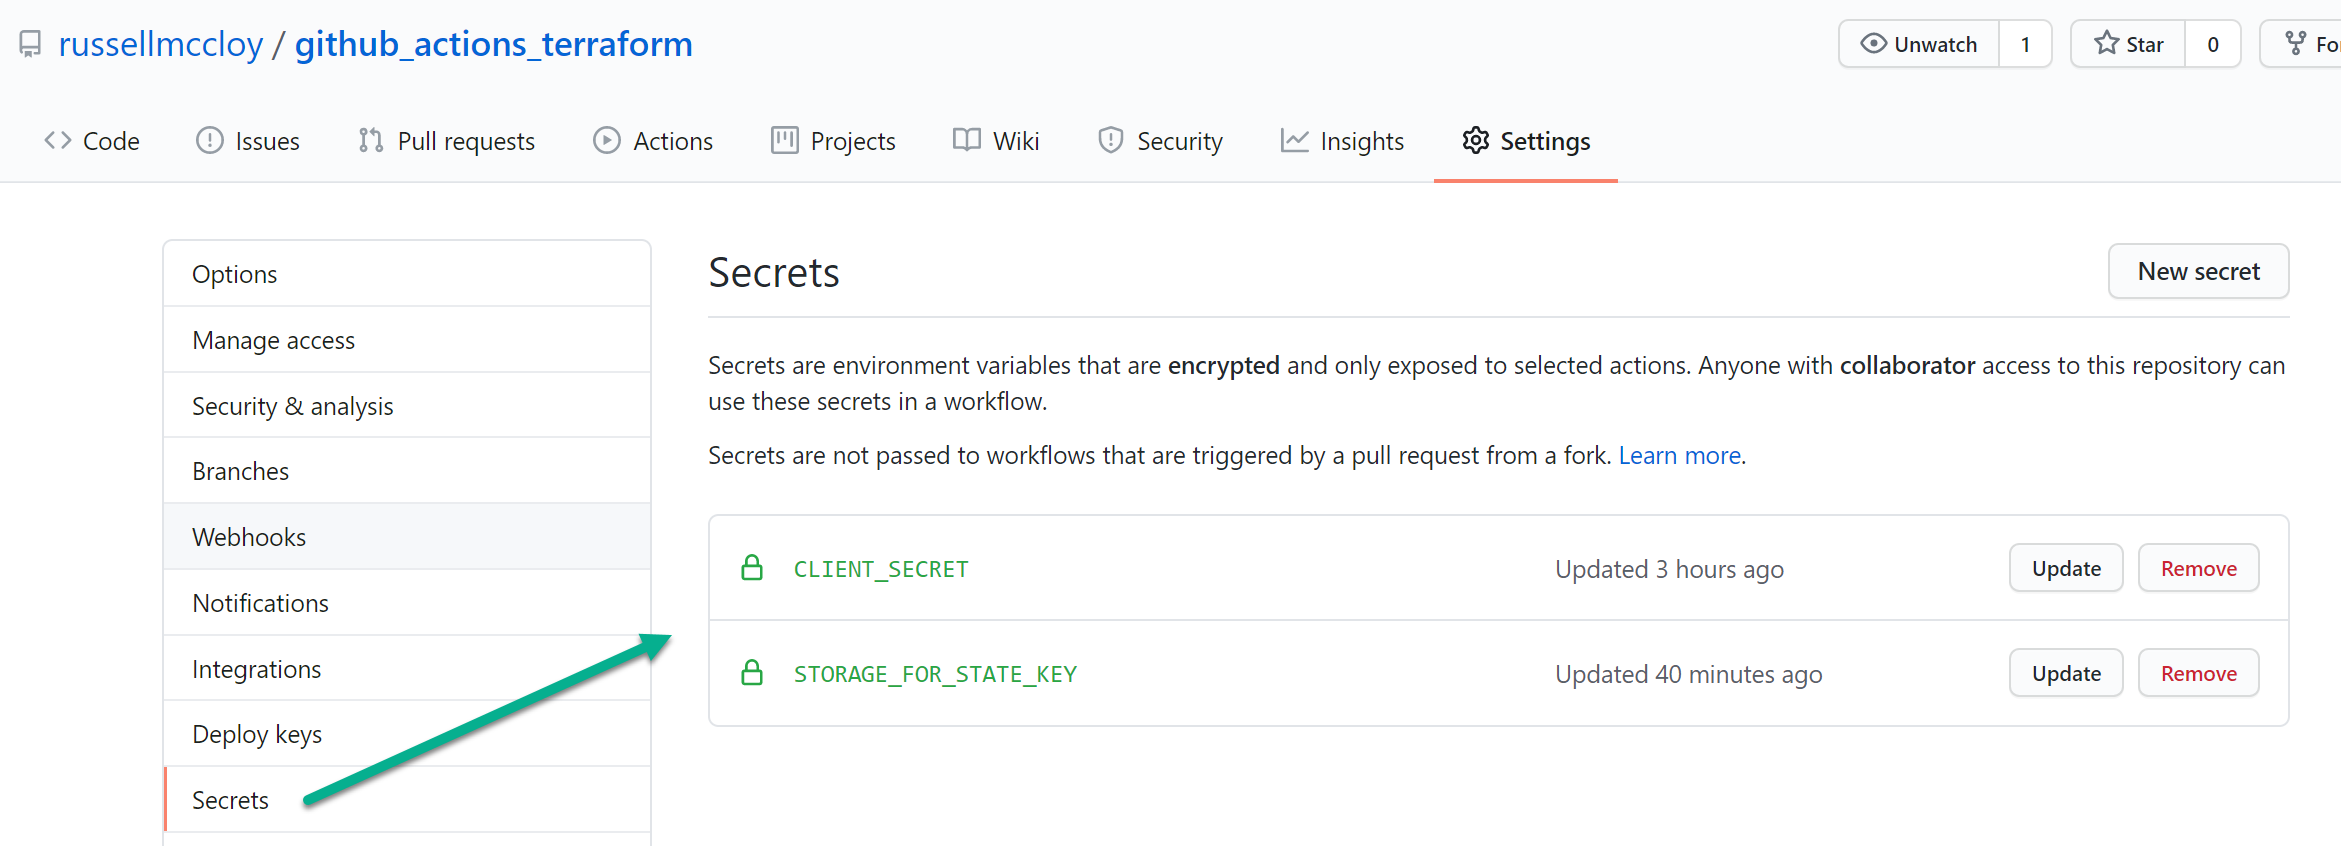 russellmccloy / github_actions_terraform
Unwatch 1 Star 0
Code Issues Pull requests Actions Projects Wiki Security Insights Settings
Options
Manage access
Security & analysis
Branches
Webhooks
Notifications
Integrations
Deploy keys
Secrets
Secrets
New secret
Secrets are environment variables that are encrypted and only exposed to selected actions. Anyone with collaborator access to this repository can
use these secrets in a workflow.
Secrets are not passed to workflows that are triggered by a pull request from a fork. Learn more.
CLIENT_SECRET Updated 3 hours ago Update Remove
STORAGE_FOR_STATE_KEY Updated 40 minutes ago Update Remove